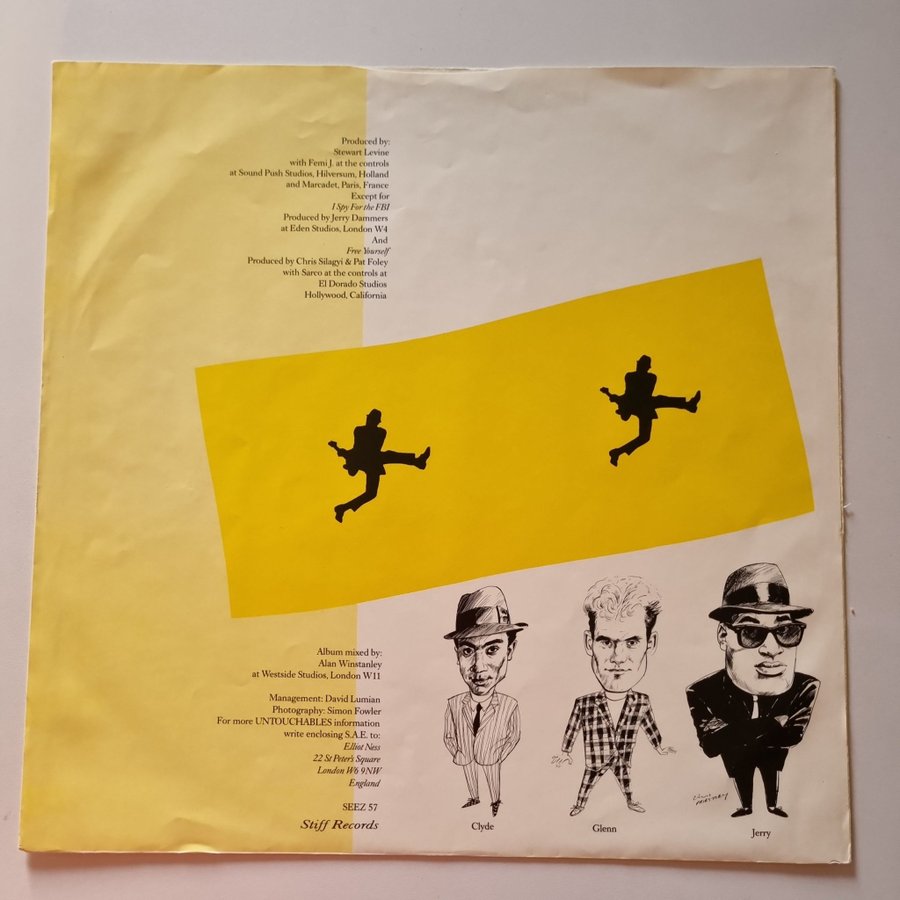 Produced by:
Stewart Levine
with Femi J. at the controls
at Sound Push Studios, Hilversum, Holland
and Marcadet, Paris, France
Except for
I Spy For the FBI
Produced by Jerry Dammers
at Eden Studios, London W4
And
Free Yourself
Produced by Chris Silagyi & Pat Foley
with Sarco at the controls at
El Dorado Studios
Hollywood, California
Album mixed by:
Alan Winstanley
at Westside Studios, London W11
Management: David Lumian
Photography: Simon Fowler
For more UNTOUCHABLES information
write enclosing S.A.E. to:
Elliot Ness
22 St Peter's Square
London W6 9NW
England
SEEZ 57
Stiff Records
Clyde
Glenn
Jerry